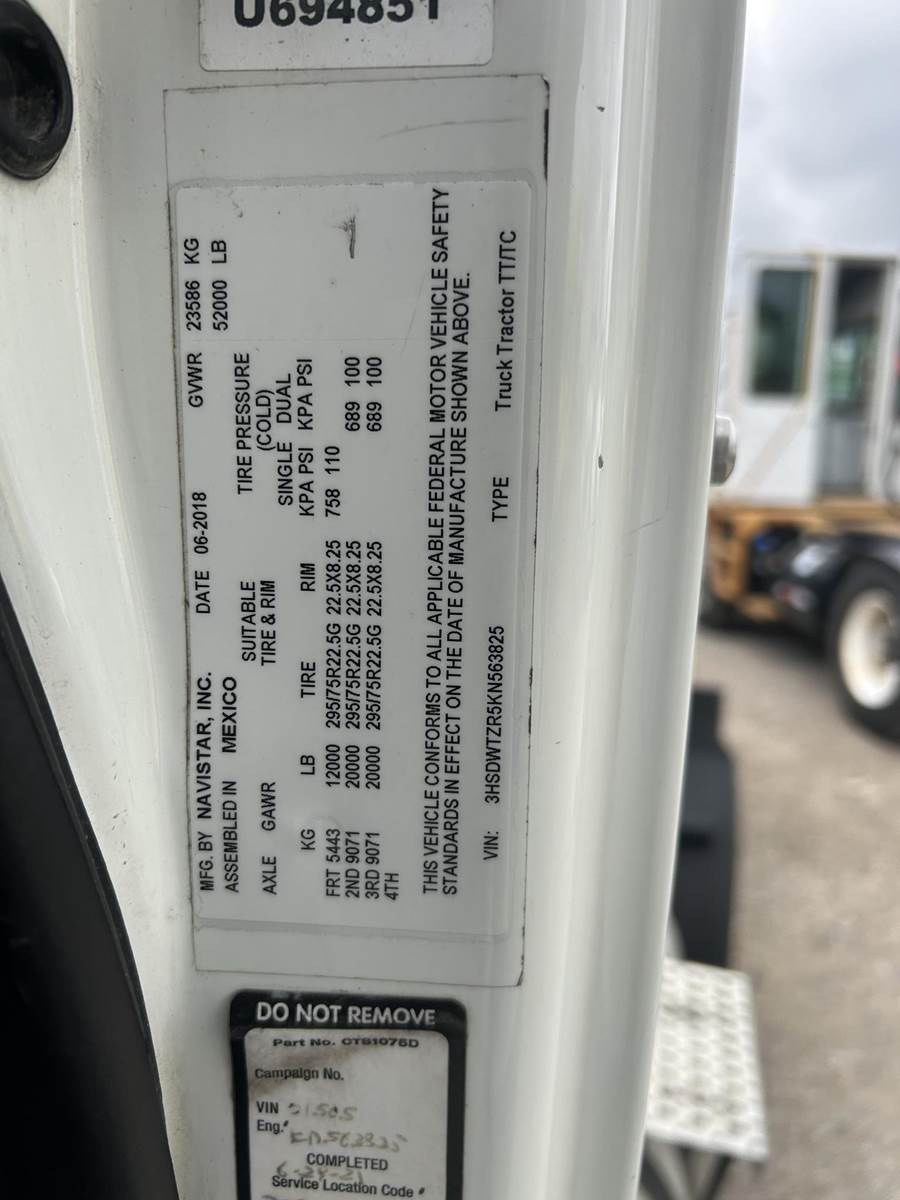 U694851
MFG. BY NAVISTAR, INC. DATE 06-2018 GVWR 23586 KG
ASSEMBLED IN MEXICO 52000 LB
SUITABLE TIRE PRESSURE
AXLE GAWR TIRE & RIM (COLD)
SINGLE DUAL
KG LB TIRE RIM KPA PSI KPA PSI
FRT 5443 12000 295/75R22.5G 22.5X8.25 758 110
2ND 9071 20000 295/75R22.5G 22.5X8.25 689 100
3RD 9071 20000 295/75R22.5G 22.5X8.25 689 100
4TH
THIS VEHICLE CONFORMS TO ALL APPLICABLE FEDERAL MOTOR VEHICLE SAFETY
STANDARDS IN EFFECT ON THE DATE OF MANUFACTURE SHOWN ABOVE.
VIN: 3HSDWTZR5KN563825 TYPE Truck Tractor TT/TC
DO NOT REMOVE
Part No. CTS1076D
Campaign No.
VIN
Eng.#
COMPLETED
Service Location Code #